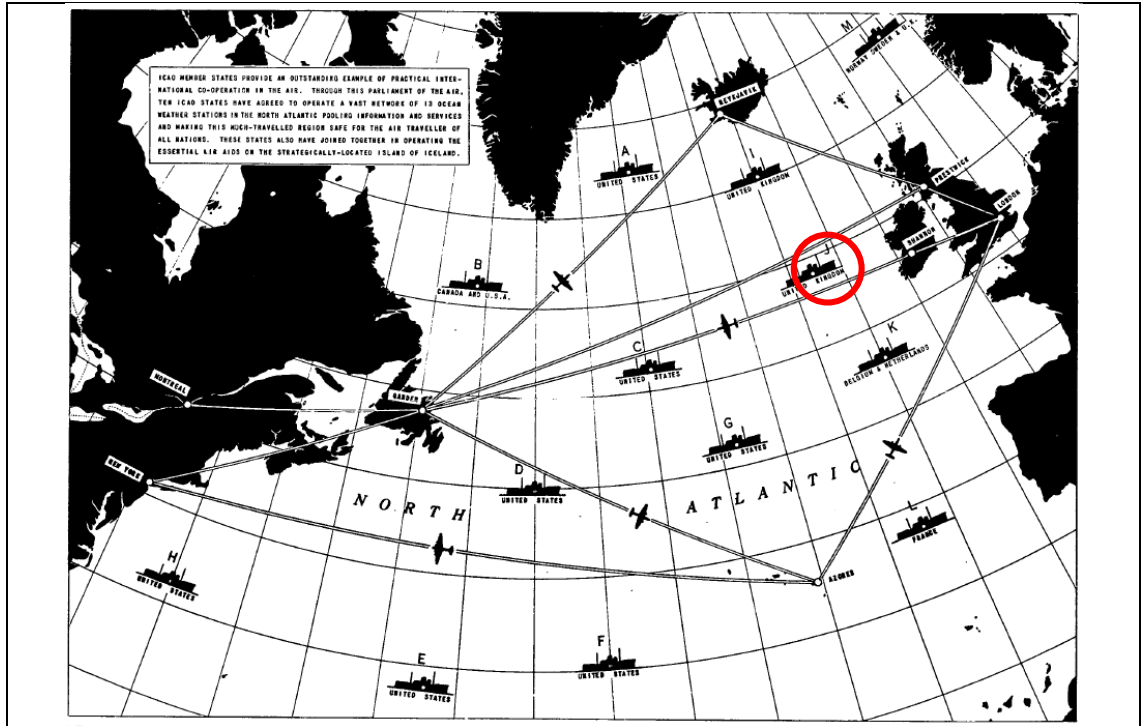 ICAO MEMBER STATES PROVIDE AN OUTSTANDING EXAMPLE OF PRACTICAL INTER-
NATIONAL CO-OPERATION IN THE AIR. THROUGH THIS PARLIAMENT OF THE AIR,
TEN ICAO STATES HAVE AGREED TO OPERATE A VAST NETWORK OF 13 OCEAN
WEATHER STATIONS IN THE NORTH ATLANTIC POOLING INFORMATION AND SERVICES
AND MAKING THIS MUCH-TRAVELLED REGION SAFE FOR THE AIR TRAVELLER OF
ALL NATIONS. THESE STATES ALSO HAVE JOINED TOGETHER IN OPERATING THE
ESSENTIAL AIR AIDS ON THE STRATEGICALLY-LOCATED ISLAND OF ICELAND.
M
NORWAY SWEDEN & U.K.
REYKJAVIK
A
UNITED STATES
I
UNITED KINGDOM
PRESTWICK
LONDON
SHANNON
J
UNITED KINGDOM
B
CANADA AND U.S.A.
C
UNITED STATES
K
BELGIUM & NETHERLANDS
MONTREAL
GANDER
G
UNITED STATES
NEW YORK
D
UNITED STATES
NORTH ATLANTIC
L
FRANCE
H
UNITED STATES
AZORES
F
UNITED STATES
E
UNITED STATES